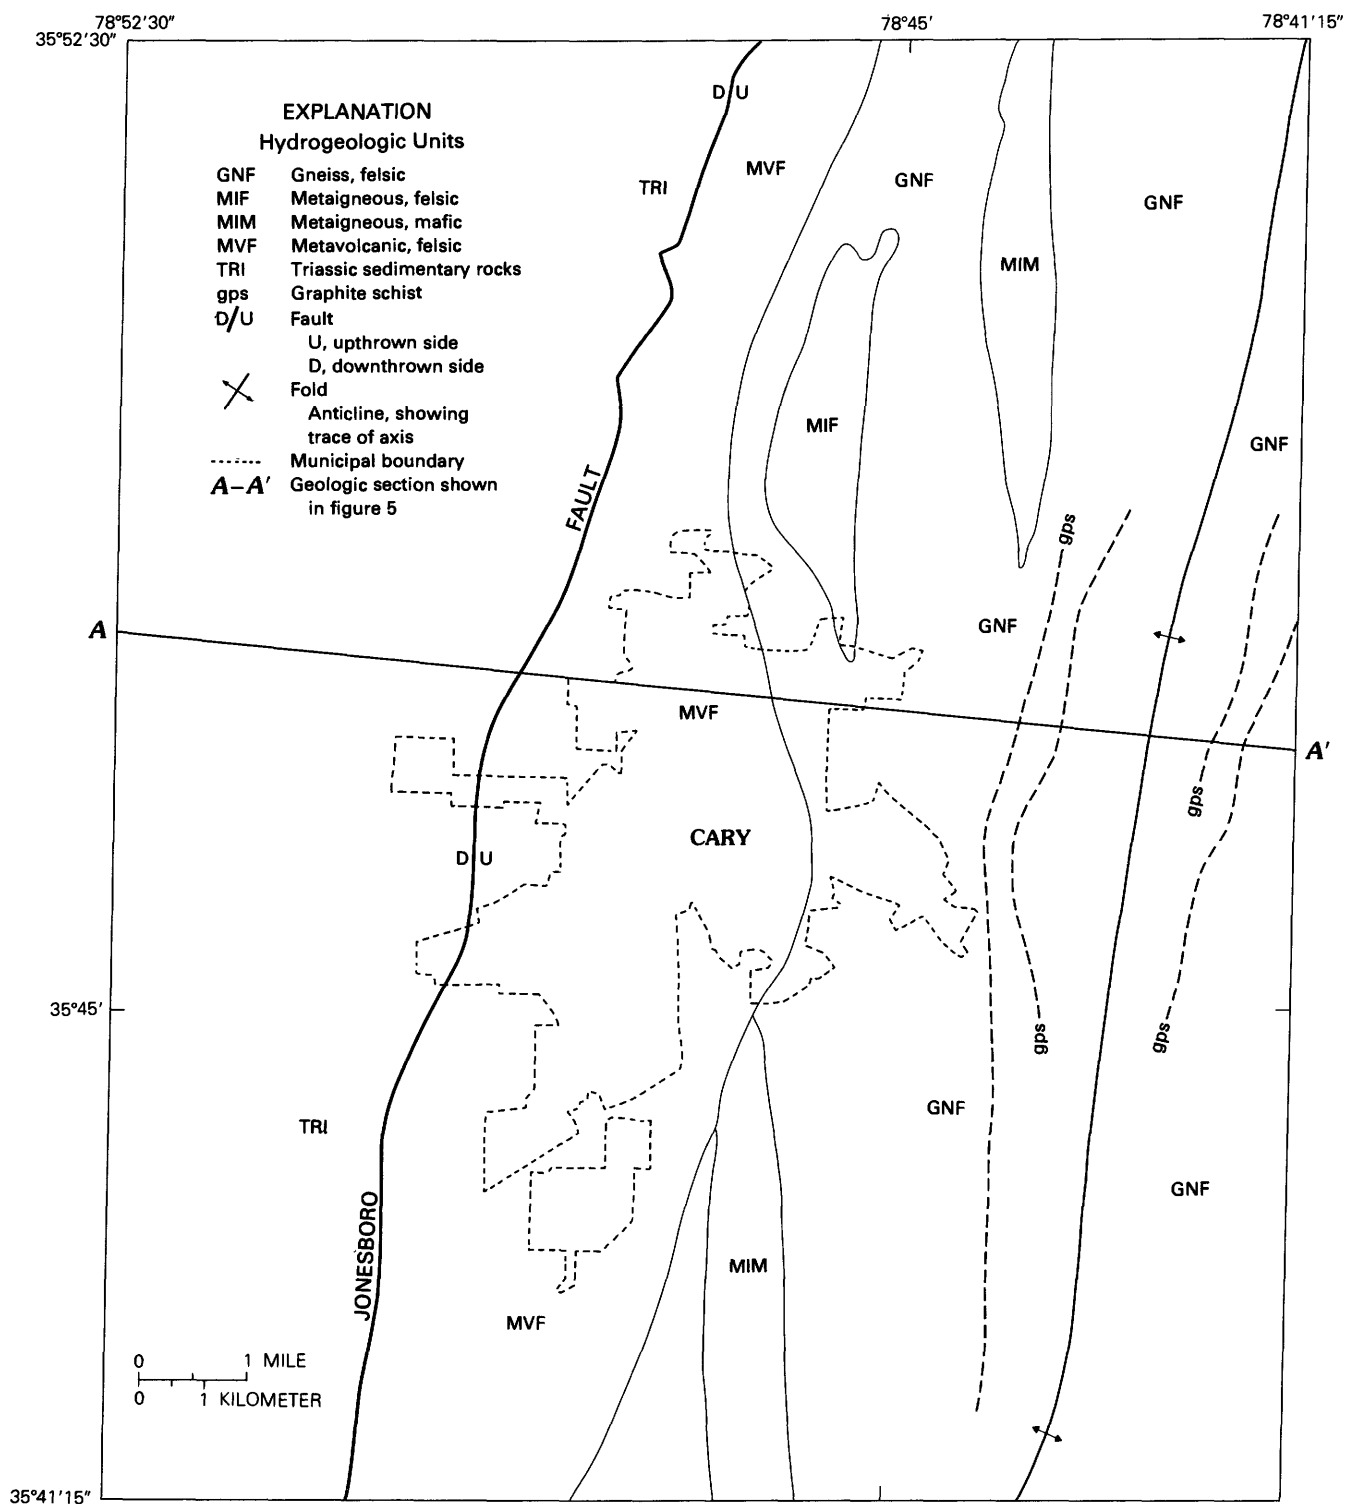 78°52'30" 78°45' 78°41'15"
35°52'30"
D U
EXPLANATION
Hydrogeologic Units
GNF Gneiss, felsic
MIF Metaigneous, felsic
MIM Metaigneous, mafic
MVF Metavolcanic, felsic
TRI Triassic sedimentary rocks
gps Graphite schist
D/U Fault
U, upthrown side
D, downthrown side
Fold
Anticline, showing
trace of axis
Municipal boundary
A–A' Geologic section shown
in figure 5
MVF
GNF
TRI
GNF
MIM
MIF
GNF
FAULT
gps
GNF
A
MVF
A'
gps
CARY
D U
35°45'
gps
gps
GNF
TRI
GNF
JONESBORO
MIM
MVF
0 1 MILE
0 1 KILOMETER
35°41'15"